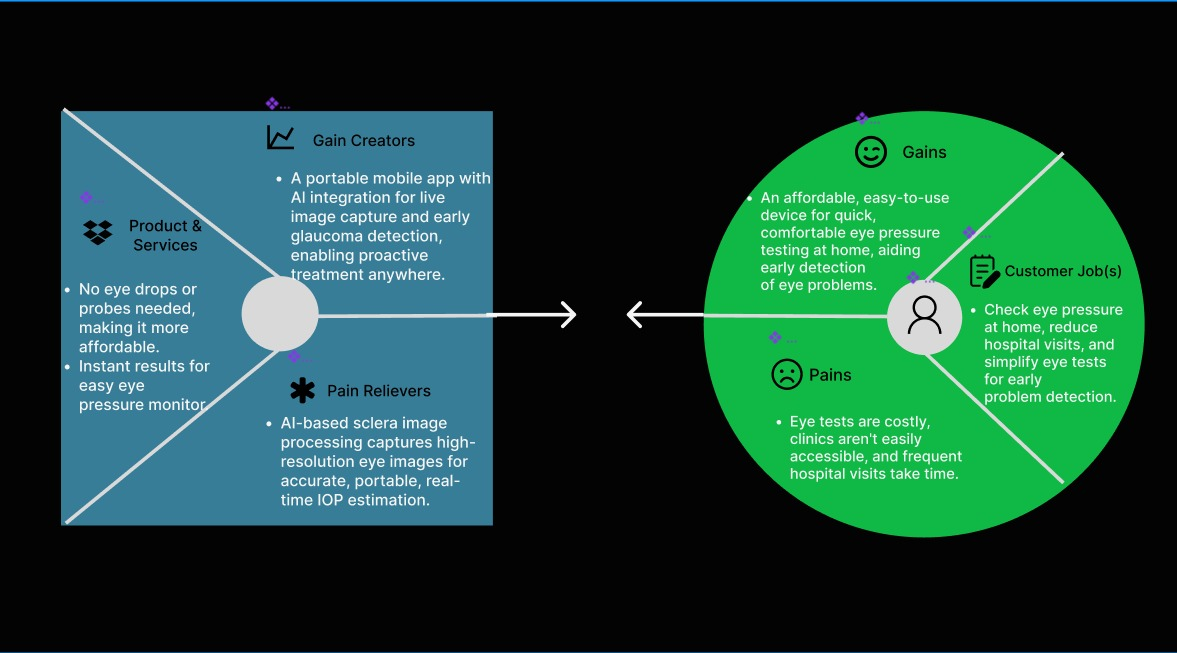 Gain Creators
• A portable mobile app with
AI integration for live
image capture and early
glaucoma detection,
enabling proactive
treatment anywhere.
Product &
Services
• No eye drops or
probes needed,
making it more
affordable.
• Instant results for
easy eye
pressure monitor.
Pain Relievers
• AI-based sclera image
processing captures high-
resolution eye images for
accurate, portable, real-
time IOP estimation.
Gains
• An affordable, easy-to-use
device for quick,
comfortable eye pressure
testing at home, aiding
early detection
of eye problems.
Customer Job(s)
• Check eye pressure
at home, reduce
hospital visits, and
simplify eye tests
for early
problem detection.
Pains
• Eye tests are costly,
clinics aren't easily
accessible, and frequent
hospital visits take time.